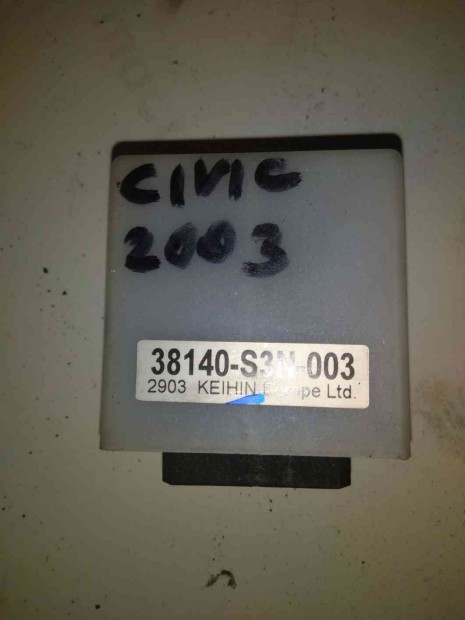 CIVIC
2003
38140-S3N-003
2903 KEIHIN Europe Ltd.